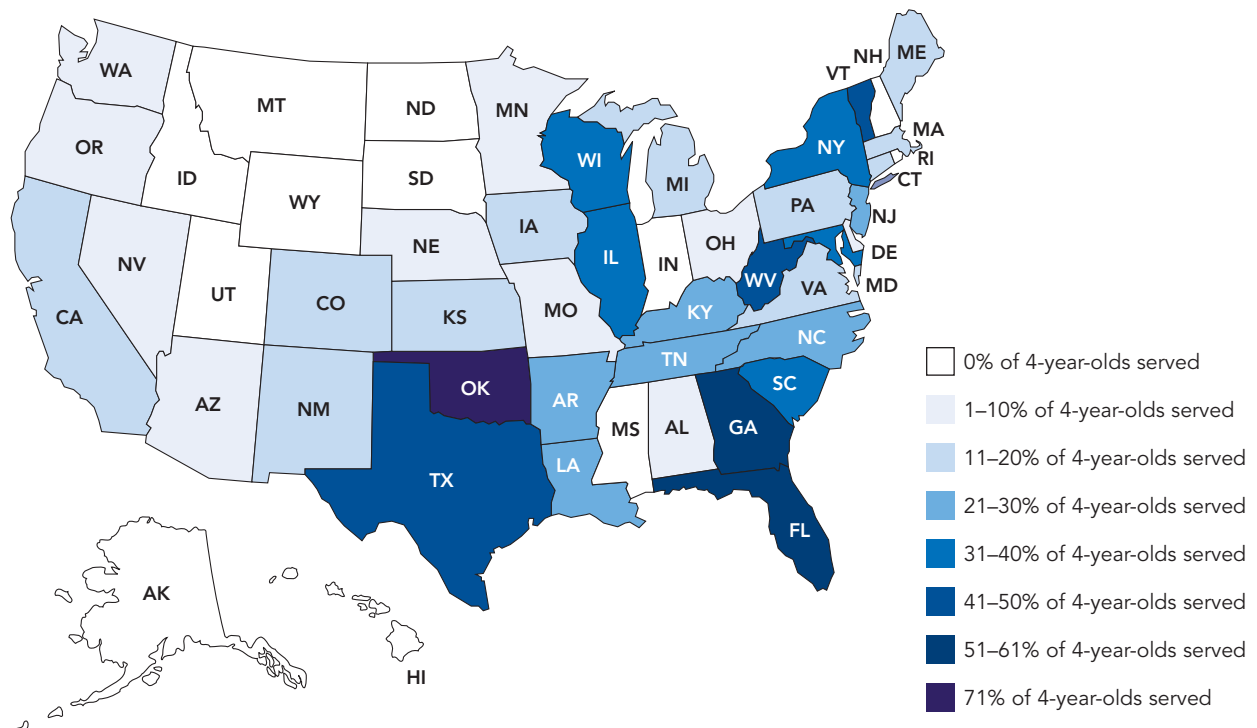 WA
MT
ND
MN
OR
ID
WY
SD
WI
MI
NY
VT
NH
ME
MA
RI
CT
NJ
DE
MD
PA
NV
UT
CO
NE
IA
IL
IN
OH
WV
VA
CA
KS
MO
KY
NC
TN
SC
AZ
NM
OK
AR
MS
AL
GA
TX
LA
FL
AK
HI
0% of 4-year-olds served
1–10% of 4-year-olds served
11–20% of 4-year-olds served
21–30% of 4-year-olds served
31–40% of 4-year-olds served
41–50% of 4-year-olds served
51–61% of 4-year-olds served
71% of 4-year-olds served